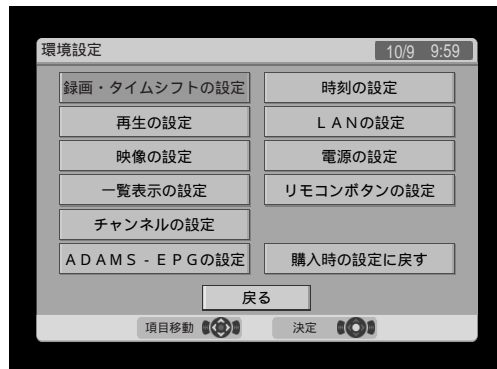 環境設定 10/9 9:59
録画・タイムシフトの設定 時刻の設定
再生の設定 LANの設定
映像の設定 電源の設定
一覧表示の設定 リモコンボタンの設定
チャンネルの設定
ADAMS-EPGの設定 購入時の設定に戻す
戻る
項目移動 決定